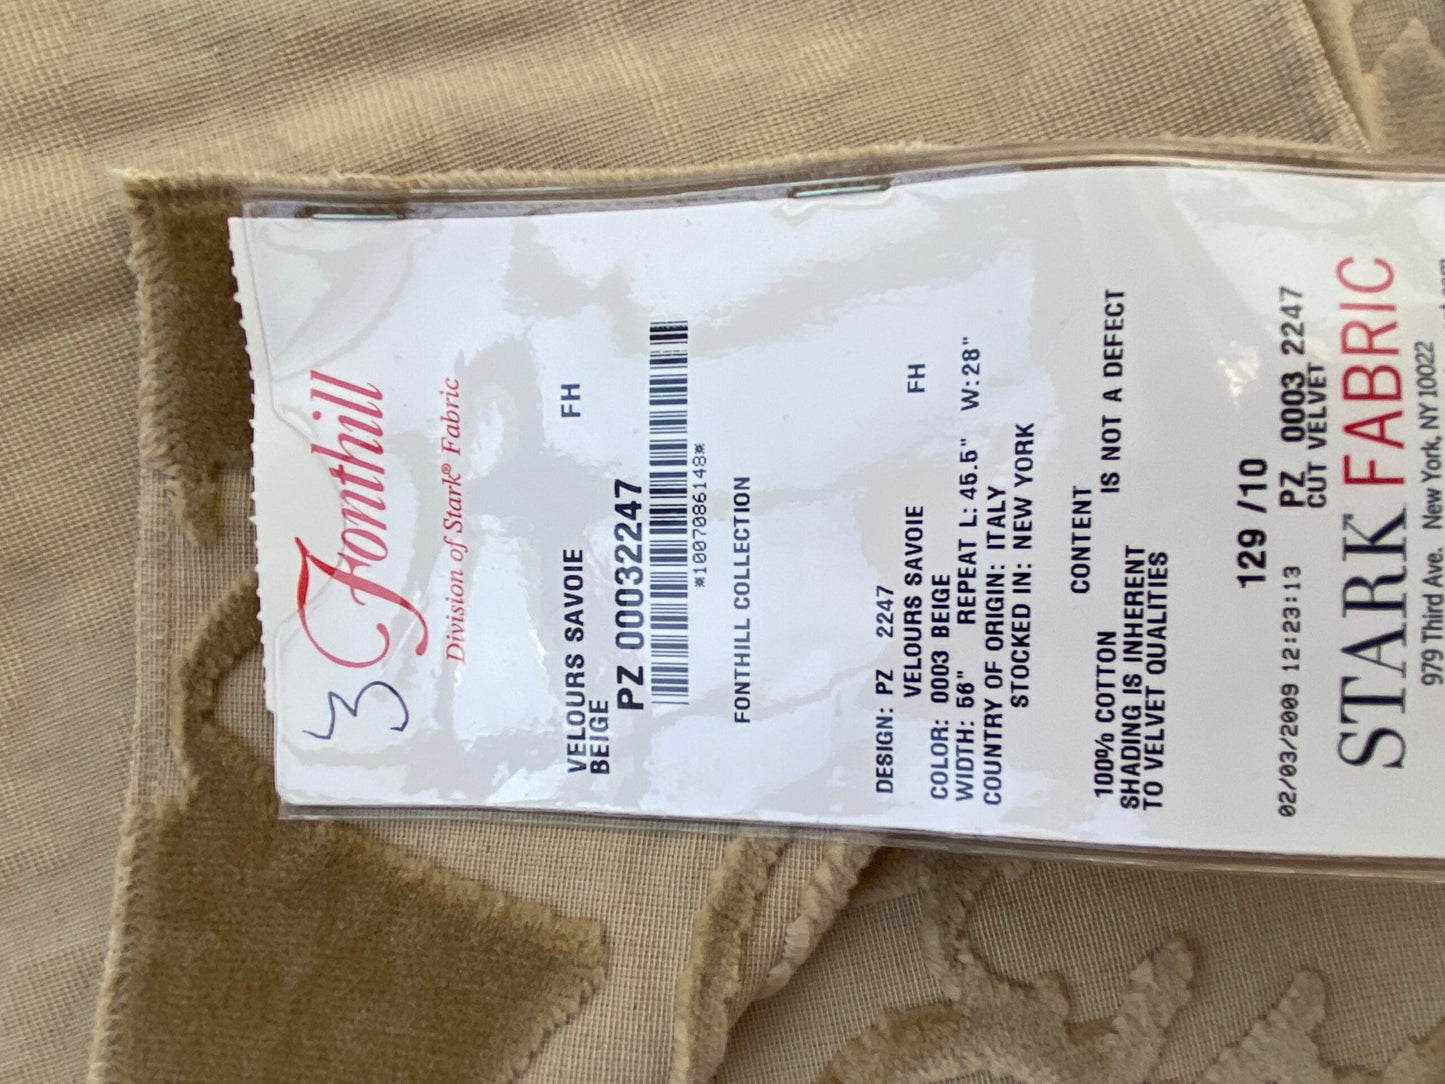 3
Fonthill
Division of Stark® Fabric
VELOURS SAVOIE FH
BEIGE
PZ 00032247
*1007086148*
FONTHILL COLLECTION
DESIGN: PZ 2247
VELOURS SAVOIE FH
COLOR: 0003 BEIGE
WIDTH: 56" REPEAT L: 45.5" W:28"
COUNTRY OF ORIGIN: ITALY
STOCKED IN: NEW YORK
CONTENT
100% COTTON IS NOT A DEFECT
SHADING IS INHERENT
TO VELVET QUALITIES
129 /10
02/03/2009 12:23:13 PZ 0003 2247
CUT VELVET
STARK FABRIC
979 Third Ave. New York, NY 10022